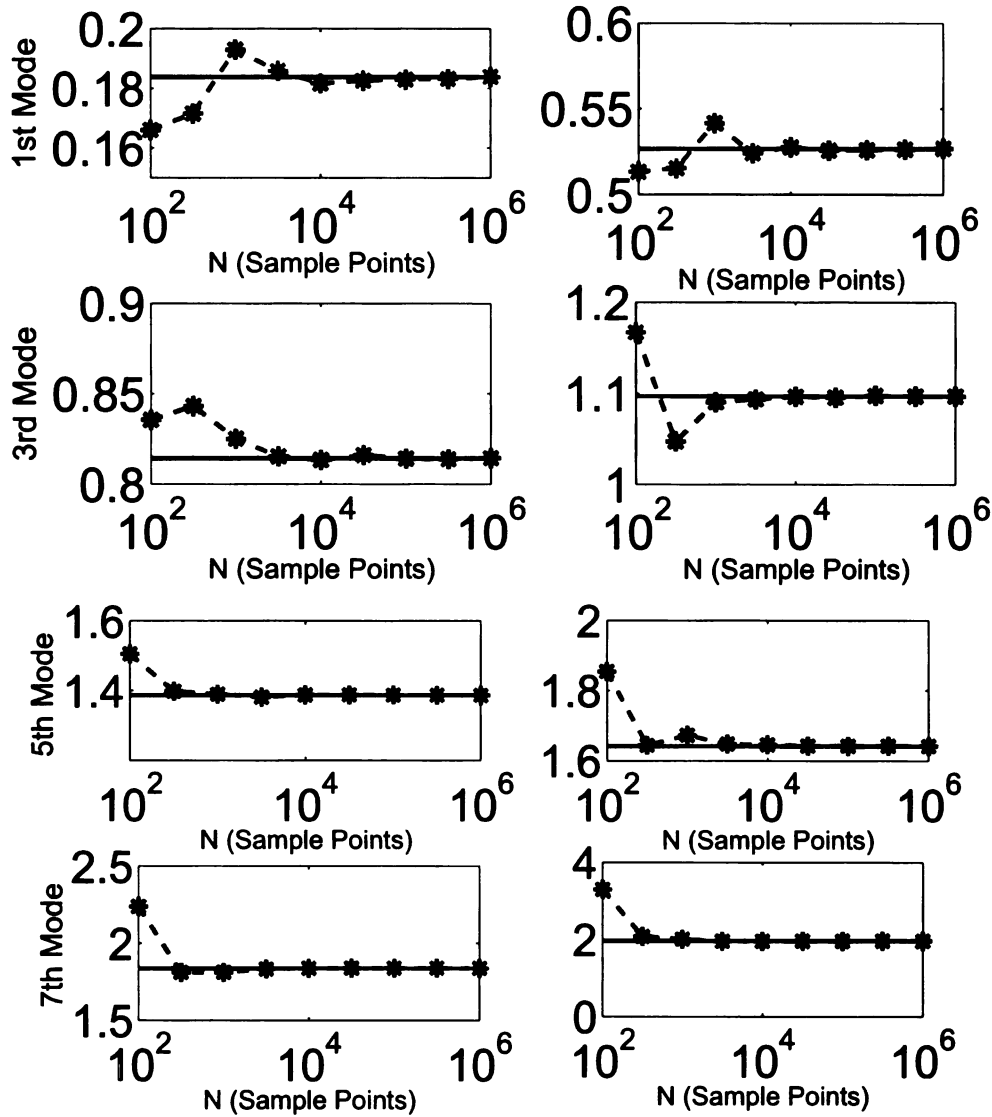 0.2
0.18
0.16
1st Mode
10^2 10^4 10^6
N (Sample Points)
0.6
0.55
0.5
10^2 10^4 10^6
N (Sample Points)
0.9
0.85
0.8
3rd Mode
10^2 10^4 10^6
N (Sample Points)
1.2
1.1
1
10^2 10^4 10^6
N (Sample Points)
1.6
1.4
5th Mode
10^2 10^4 10^6
N (Sample Points)
2
1.8
1.6
10^2 10^4 10^6
N (Sample Points)
2.5
2
1.5
7th Mode
10^2 10^4 10^6
N (Sample Points)
4
2
0
10^2 10^4 10^6
N (Sample Points)